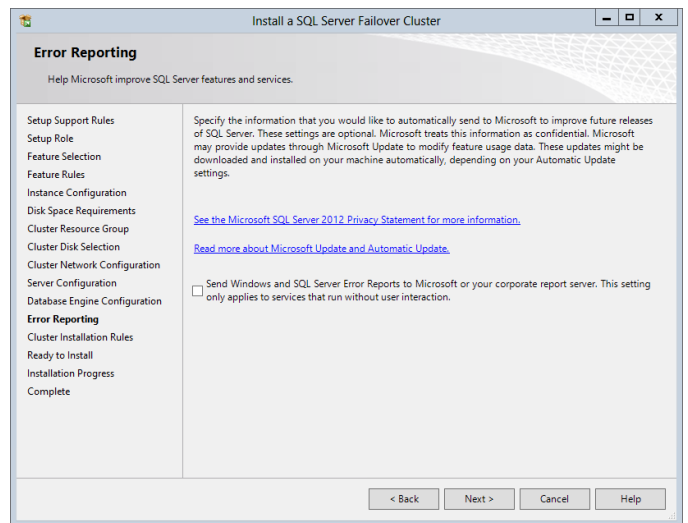 Install a SQL Server Failover Cluster
Error Reporting
Help Microsoft improve SQL Server features and services.
Setup Support Rules
Setup Role
Feature Selection
Feature Rules
Instance Configuration
Disk Space Requirements
Cluster Resource Group
Cluster Disk Selection
Cluster Network Configuration
Server Configuration
Database Engine Configuration
Error Reporting
Cluster Installation Rules
Ready to Install
Installation Progress
Complete
Specify the information that you would like to automatically send to Microsoft to improve future releases
of SQL Server. These settings are optional. Microsoft treats this information as confidential. Microsoft
may provide updates through Microsoft Update to modify feature usage data. These updates might be
downloaded and installed on your machine automatically, depending on your Automatic Update
settings.
See the Microsoft SQL Server 2012 Privacy Statement for more information.
Read more about Microsoft Update and Automatic Update.
Send Windows and SQL Server Error Reports to Microsoft or your corporate report server. This setting
only applies to services that run without user interaction.
< Back Next > Cancel Help